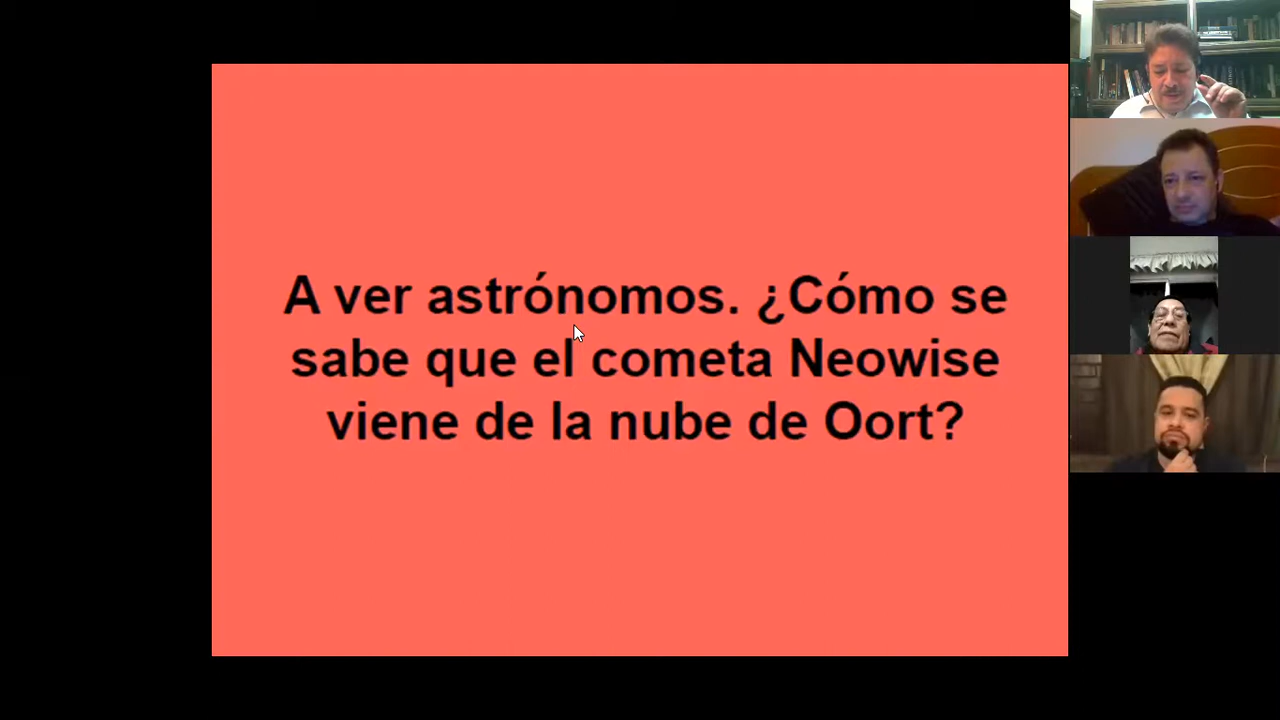 A ver astrónomos. ¿Cómo se
sabe que el cometa Neowise
viene de la nube de Oort?